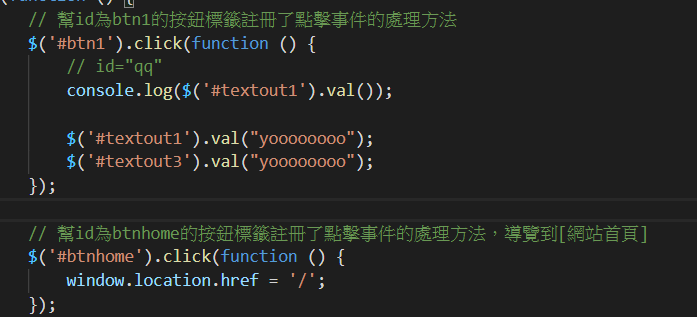 (function () {
// 幫id為btn1的按鈕標籤註冊了點擊事件的處理方法
$('#btn1').click(function () {
// id="qq"
console.log($('#textout1').val());
$('#textout1').val("yoooooooo");
$('#textout3').val("yoooooooo");
});
// 幫id為btnhome的按鈕標籤註冊了點擊事件的處理方法，導覽到[網站首頁]
$('#btnhome').click(function () {
window.location.href = '/';
});